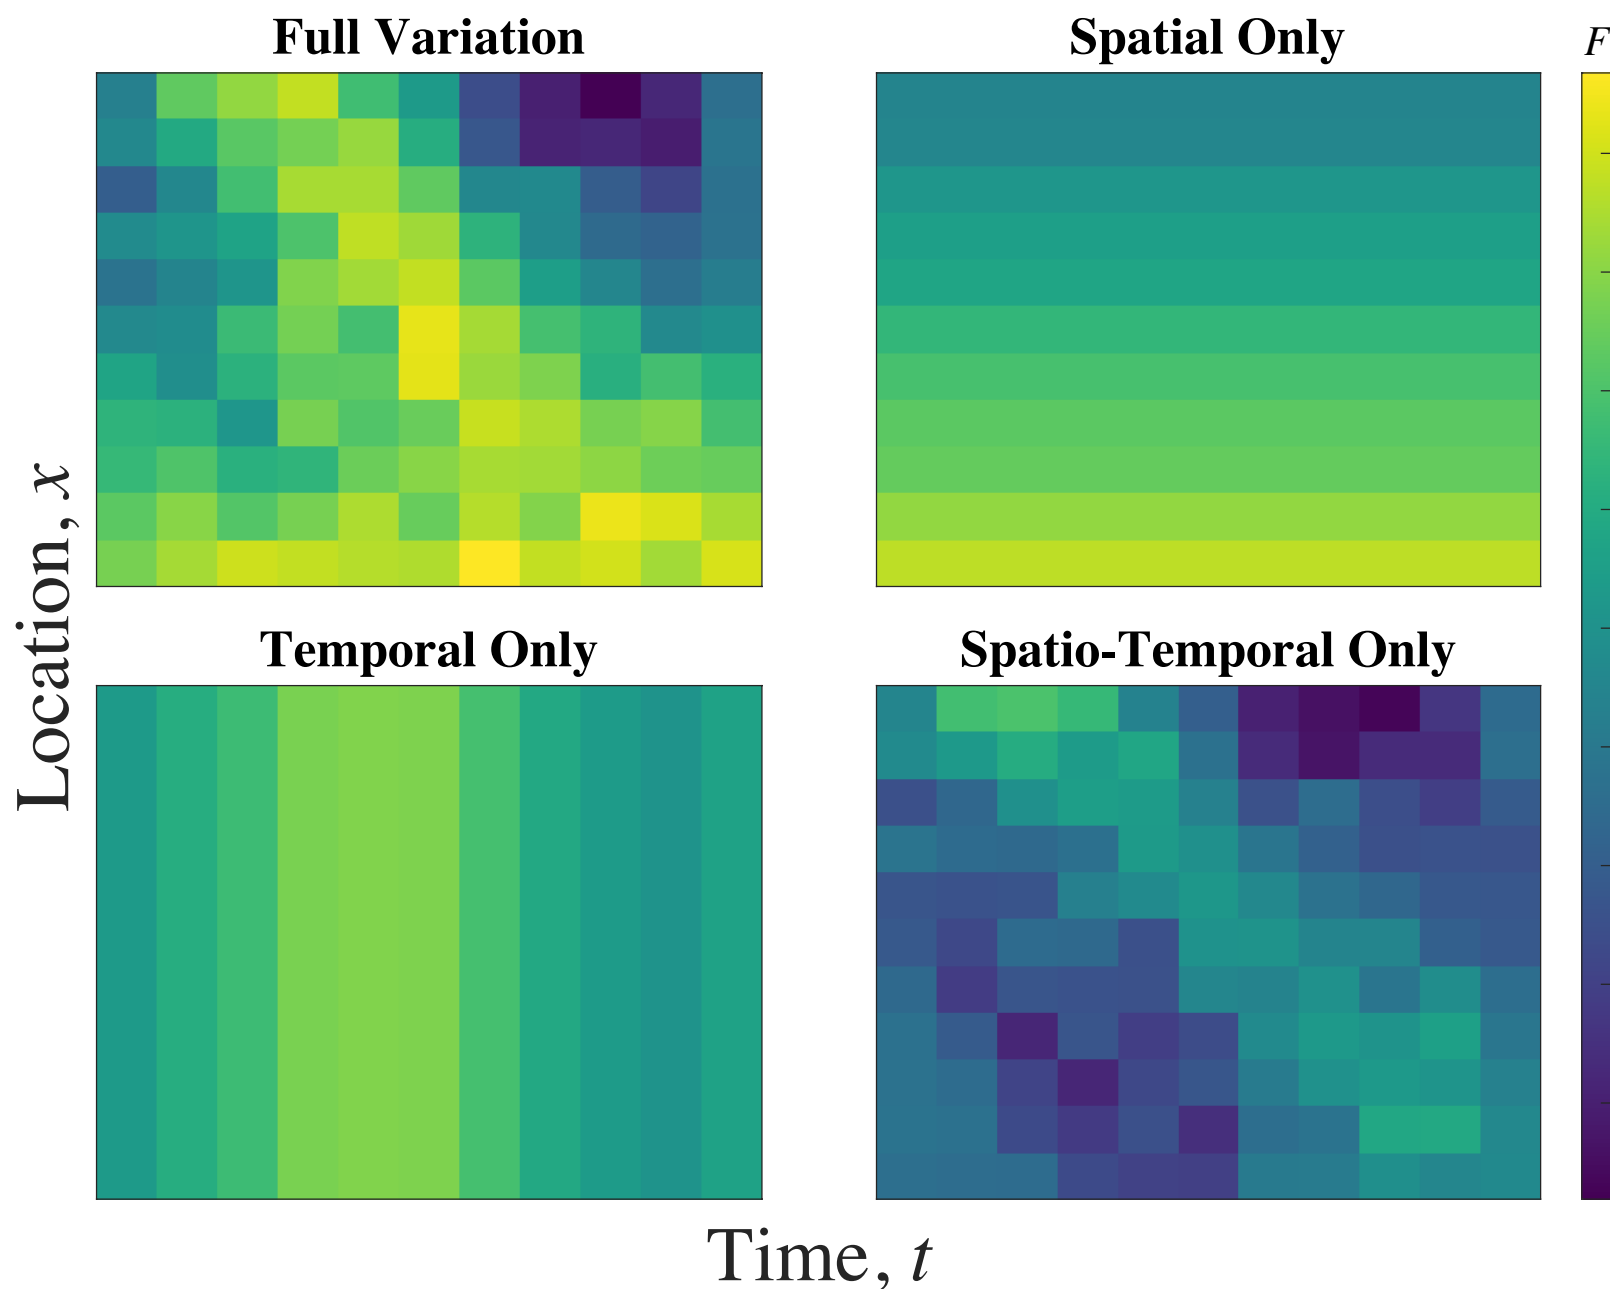 Full Variation
Spatial Only
F
Location, x
Temporal Only
Spatio-Temporal Only
Time, t